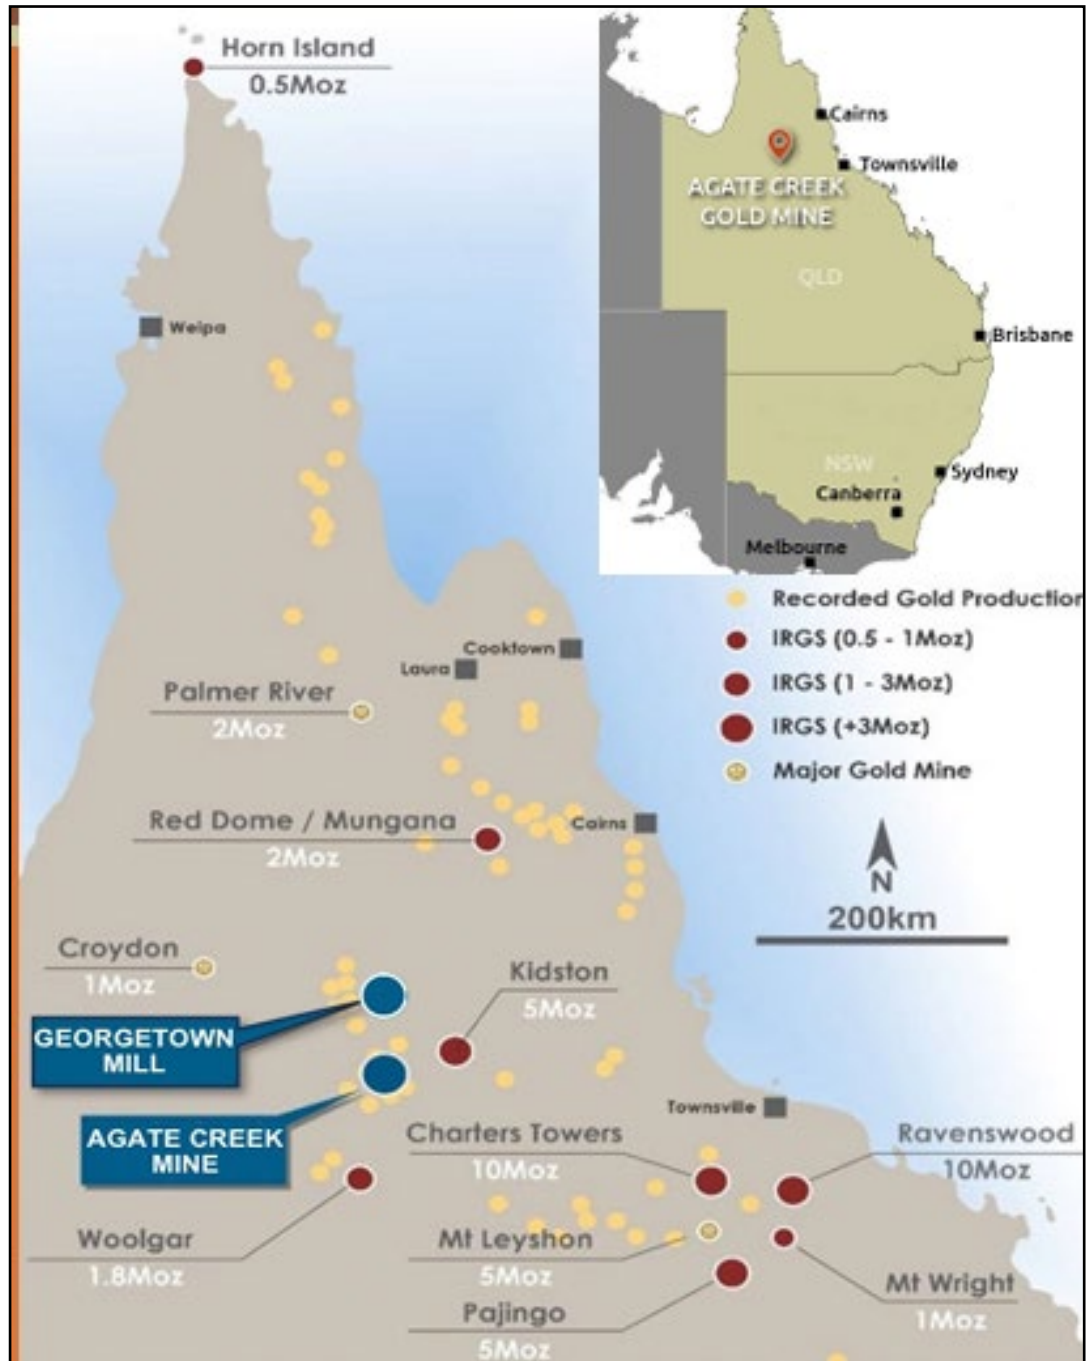 Horn Island
0.5Moz
Cairns
Townsville
AGATE CREEK
GOLD MINE
QLD
Brisbane
NSW
Sydney
Canberra
Melbourne
Weipa
Recorded Gold Production
IRGS (0.5 - 1Moz)
IRGS (1 - 3Moz)
IRGS (+3Moz)
Major Gold Mine
N
200km
Cooktown
Laura
Palmer River
2Moz
Red Dome / Mungana
2Moz
Cairns
Croydon
1Moz
Kidston
5Moz
GEORGETOWN
MILL
AGATE CREEK
MINE
Townsville
Charters Towers
10Moz
Ravenswood
10Moz
Woolgar
1.8Moz
Mt Leyshon
5Moz
Mt Wright
1Moz
Pajingo
5Moz